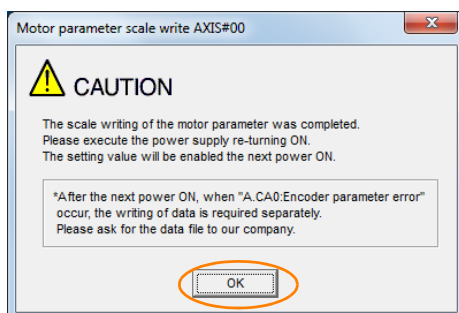 Motor parameter scale write AXIS#00
CAUTION
The scale writing of the motor parameter was completed.
Please execute the power supply re-turning ON.
The setting value will be enabled the next power ON.
*After the next power ON, when "A.CA0:Encoder parameter error"
occur, the writing of data is required separately.
Please ask for the data file to our company.
OK